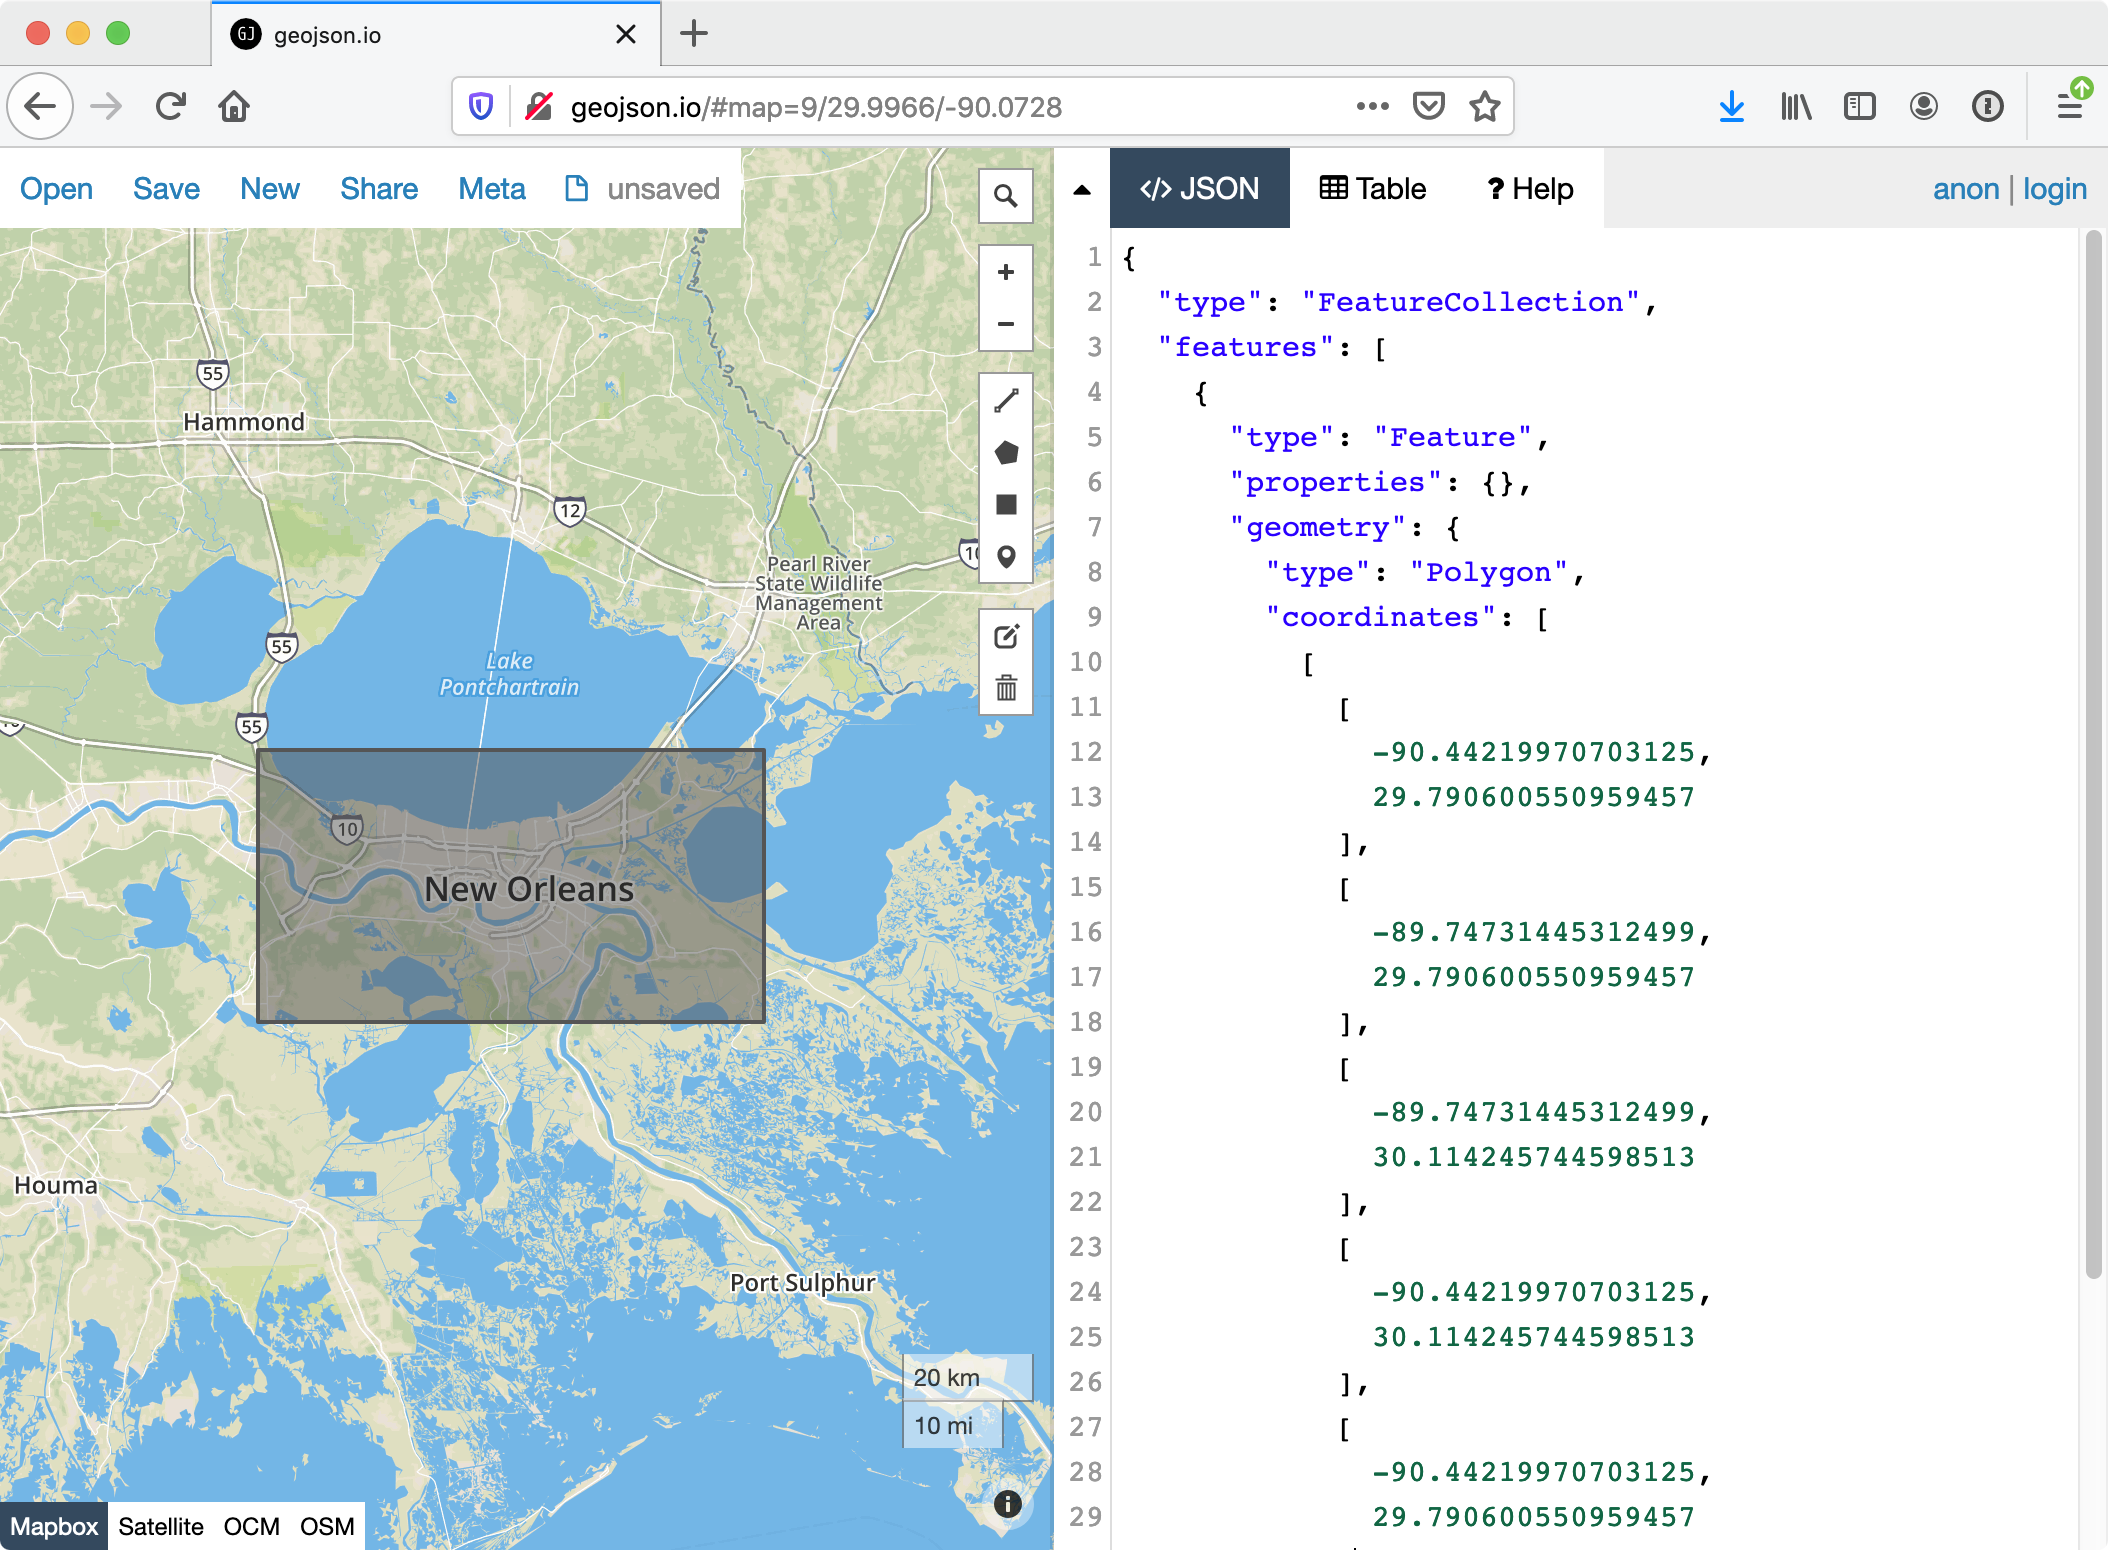 GJ geojson.io
geojson.io/#map=9/29.9966/-90.0728
Open Save New Share Meta unsaved
</> JSON Table ? Help
anon | login
55
Hammond
12
10
Pearl River
State Wildlife
Management
Area
55
Lake
Pontchartrain
55
10
New Orleans
Houma
Port Sulphur
20 km
10 mi
Mapbox Satellite OCM OSM
1 {
2 "type": "FeatureCollection",
3 "features": [
4 {
5 "type": "Feature",
6 "properties": {},
7 "geometry": {
8 "type": "Polygon",
9 "coordinates": [
10 [
11 [
12 -90.44219970703125,
13 29.790600550959457
14 ],
15 [
16 -89.74731445312499,
17 29.790600550959457
18 ],
19 [
20 -89.74731445312499,
21 30.114245744598513
22 ],
23 [
24 -90.44219970703125,
25 30.114245744598513
26 ],
27 [
28 -90.44219970703125,
29 29.790600550959457